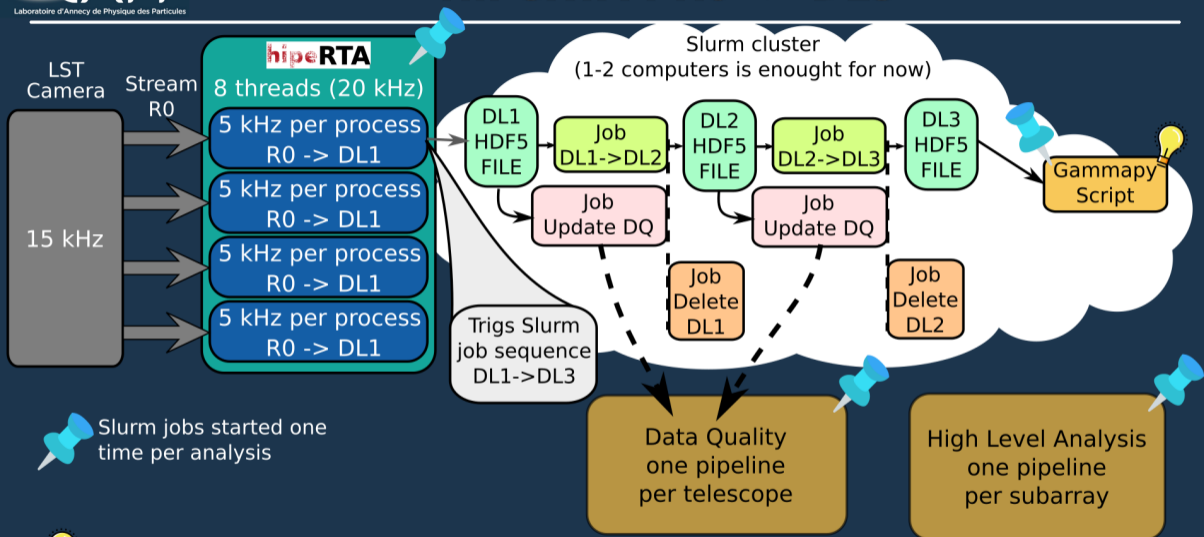 Laboratoire d'Annecy de Physique des Particules
LST
Camera
Stream
R0
15 kHz
hipeRTA
8 threads (20 kHz)
5 kHz per process
R0 -> DL1
5 kHz per process
R0 -> DL1
5 kHz per process
R0 -> DL1
5 kHz per process
R0 -> DL1
Slurm cluster
(1-2 computers is enought for now)
DL1
HDF5
FILE
Job
DL1->DL2
Job
Update DQ
DL2
HDF5
FILE
Job
DL2->DL3
Job
Update DQ
DL3
HDF5
FILE
Gammapy
Script
Job
Delete
DL1
Job
Delete
DL2
Trigs Slurm
job sequence
DL1->DL3
Slurm jobs started one
time per analysis
Data Quality
one pipeline
per telescope
High Level Analysis
one pipeline
per subarray